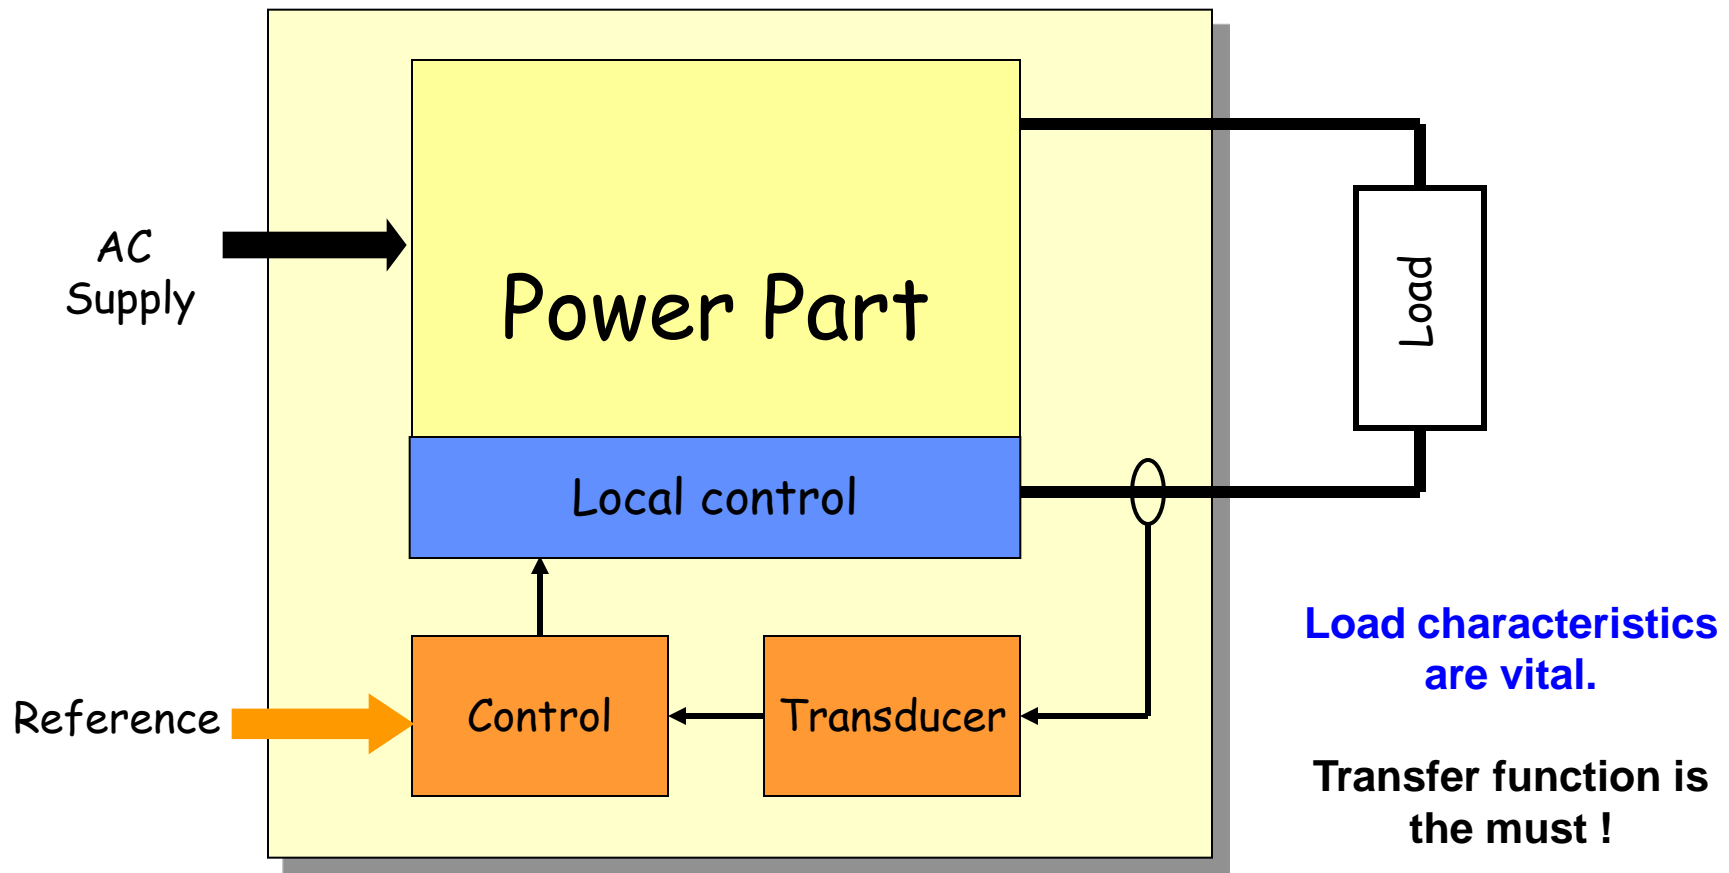 AC
Supply
Power Part
Load
Local control
Reference
Control
Transducer
Load characteristics
are vital.
Transfer function is
the must !